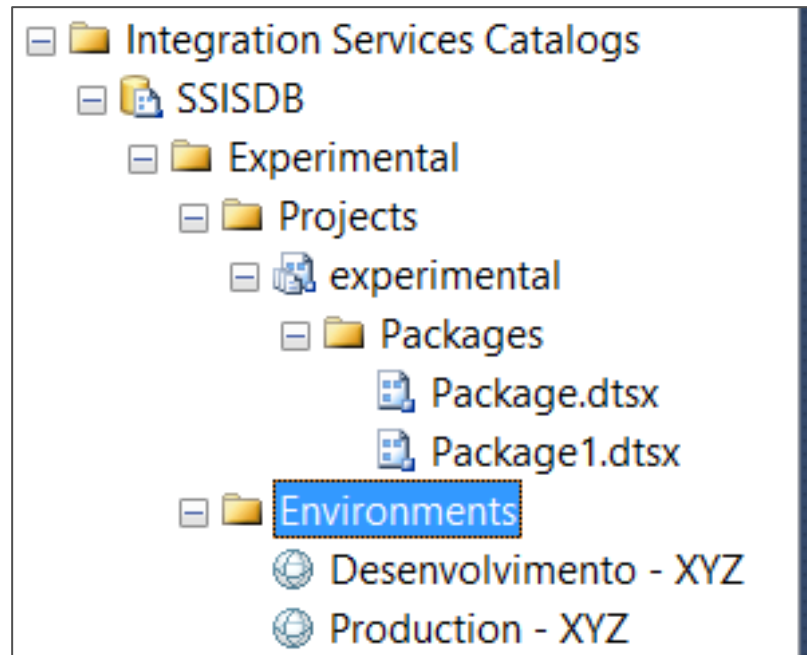 Integration Services Catalogs
SSISDB
Experimental
Projects
experimental
Packages
Package.dtsx
Package1.dtsx
Environments
Desenvolvimento - XYZ
Production - XYZ